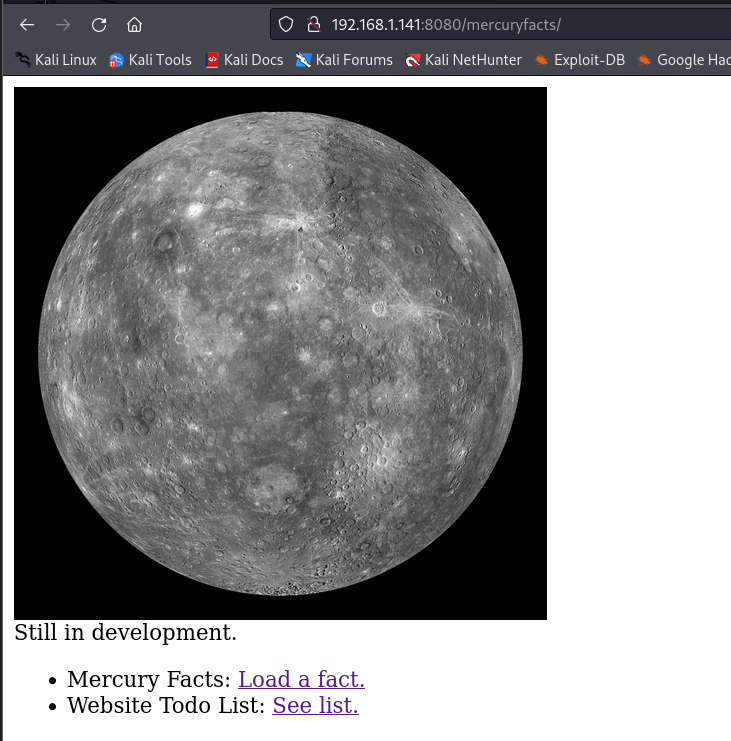 192.168.1.141:8080/mercuryfacts/
Kali Linux Kali Tools Kali Docs Kali Forums Kali NetHunter Exploit-DB Google Hac
Still in development.
• Mercury Facts: Load a fact.
• Website Todo List: See list.